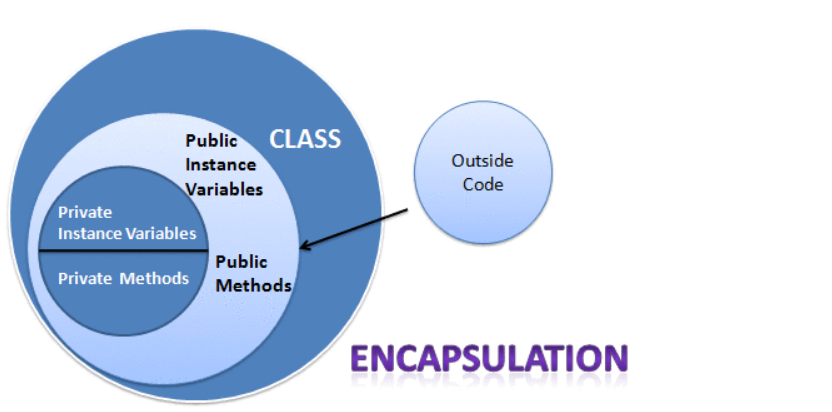 CLASS
Public
Instance
Variables
Private
Instance Variables
Private Methods
Public
Methods
Outside
Code
ENCAPSULATION